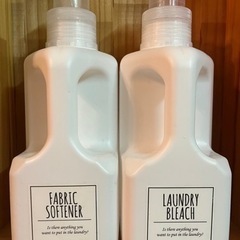 FABRIC
SOFTENER
Is there anything you
want to put in the laundry?
LAUNDRY
BLEACH
Is there anything you
want to put in the laundry?